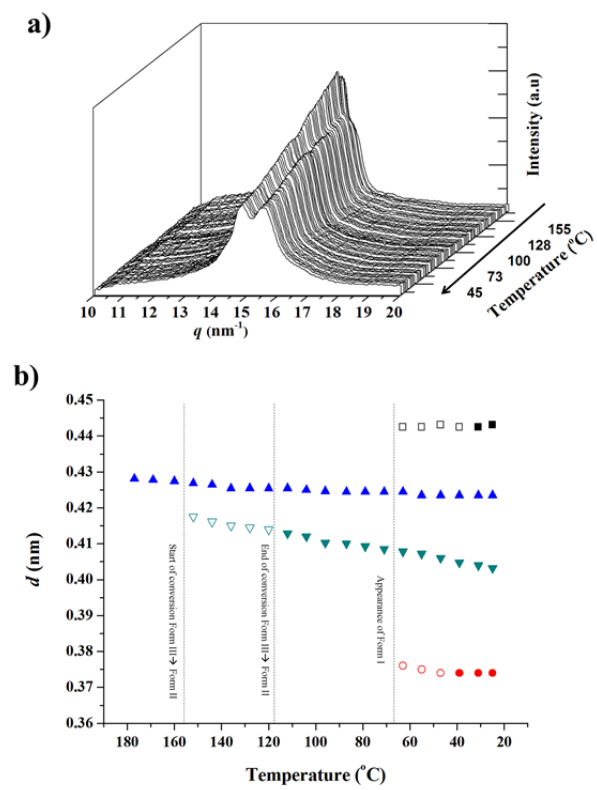 a)
Intensity (a.u)
10 11 12 13 14 15 16 17 18 19 20
q (nm⁻¹)
45 73 100 128 155
Temperature (°C)
b)
0.45
0.44
0.43
0.42
0.41
0.40
0.39
0.38
0.37
0.36
d (nm)
Start of conversion Form III→ Form II
End of conversion Form III→ Form II
Appearance of Form I
180 160 140 120 100 80 60 40 20
Temperature (°C)